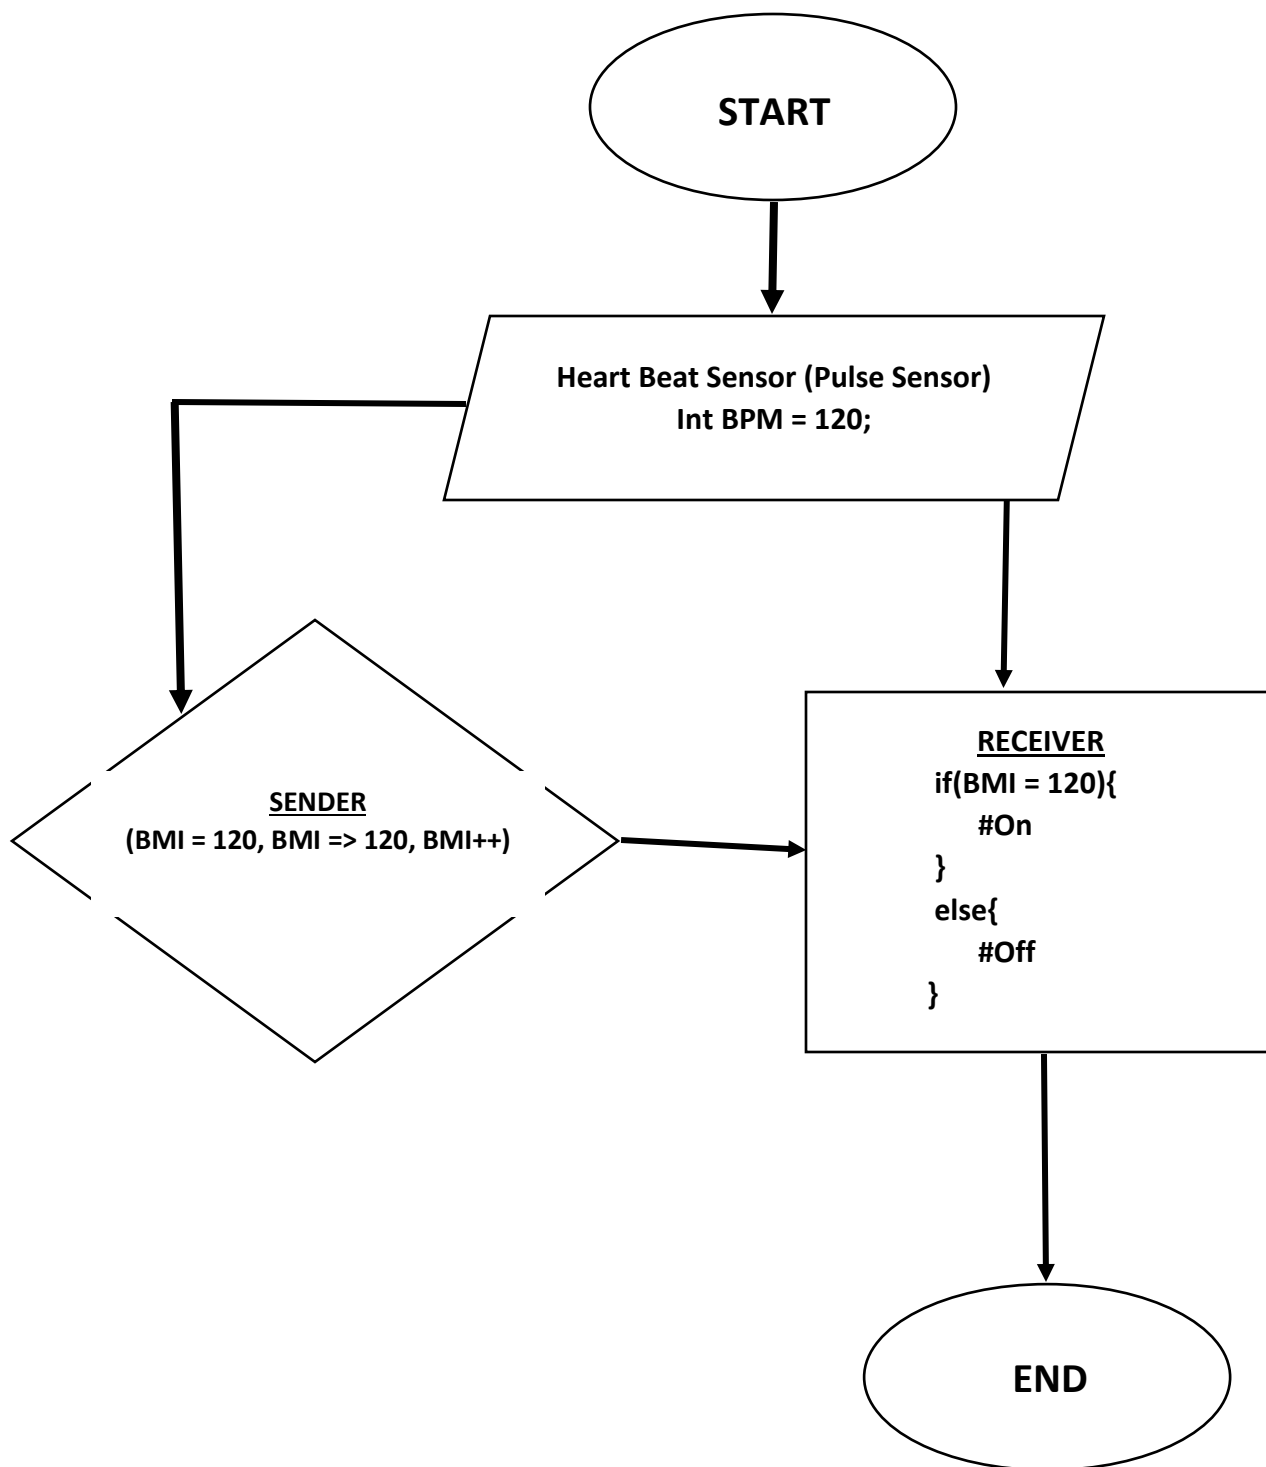 START
Heart Beat Sensor (Pulse Sensor)
Int BPM = 120;
SENDER
(BMI = 120, BMI => 120, BMI++)
RECEIVER
if(BMI = 120){
#On
}
else{
#Off
}
END